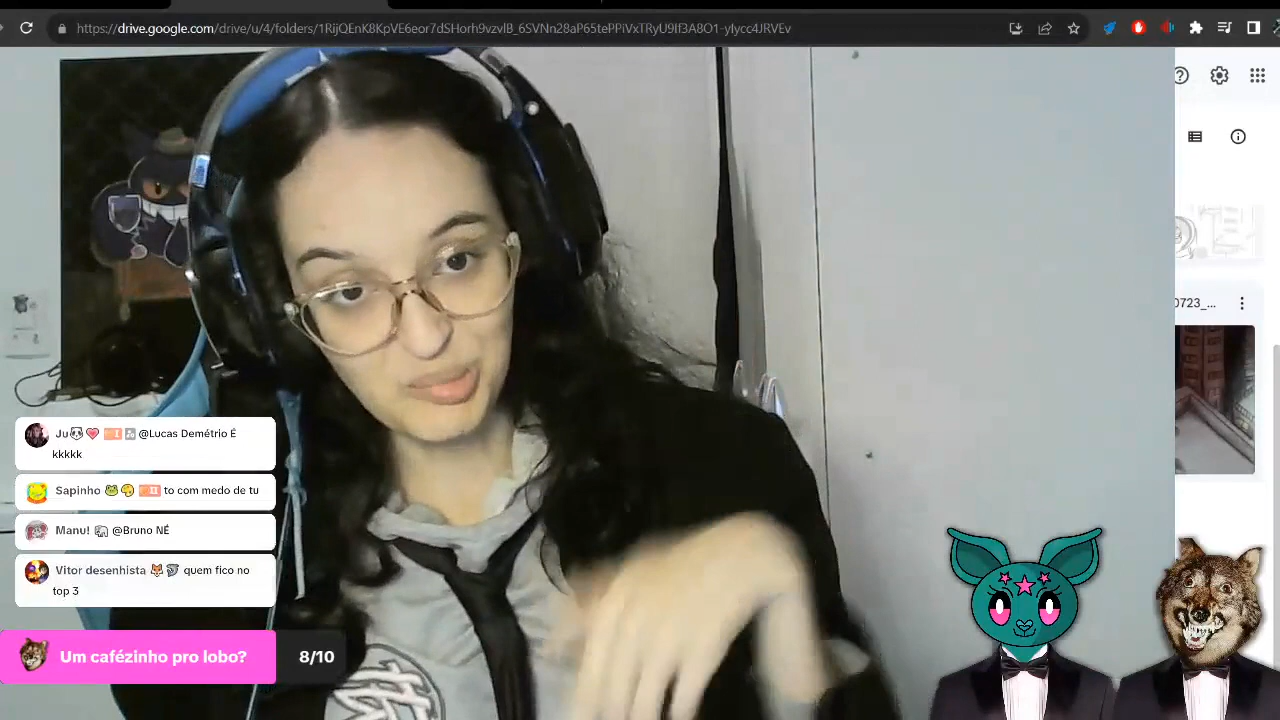 https://drive.google.com/drive/u/4/folders/1RijQEnK8KpVE6eor7dSHorh9vzvlB_6SVNn28aP65tePPiVxTRyU9If3A8O1-yIycc4JRVEv
0723_...
Ju @Lucas Demétrio É
kkkkk
Sapinho to com medo de tu
Manu! @Bruno NÉ
Vitor desenhista quem fico no
top 3
Um cafézinho pro lobo? 8/10